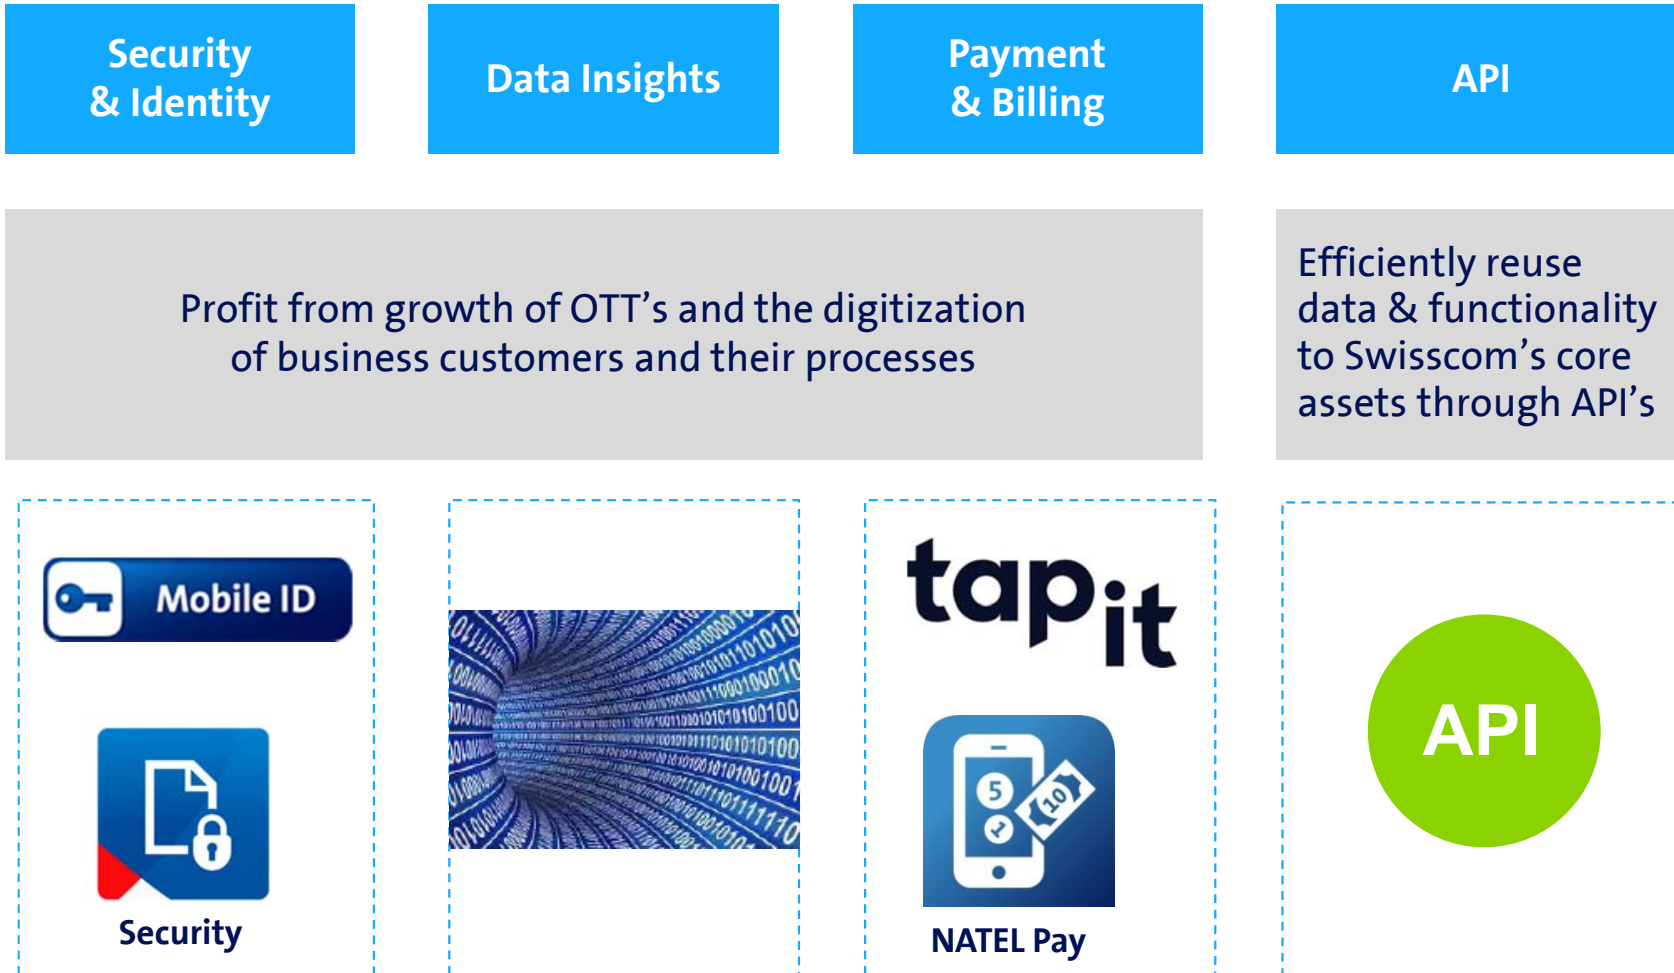 Security
& Identity
Data Insights
Payment
& Billing
API
Profit from growth of OTT’s and the digitization
of business customers and their processes
Efficiently reuse
data & functionality
to Swisscom’s core
assets through API’s
Mobile ID
Security
tapit
5
1
10
NATEL Pay
API